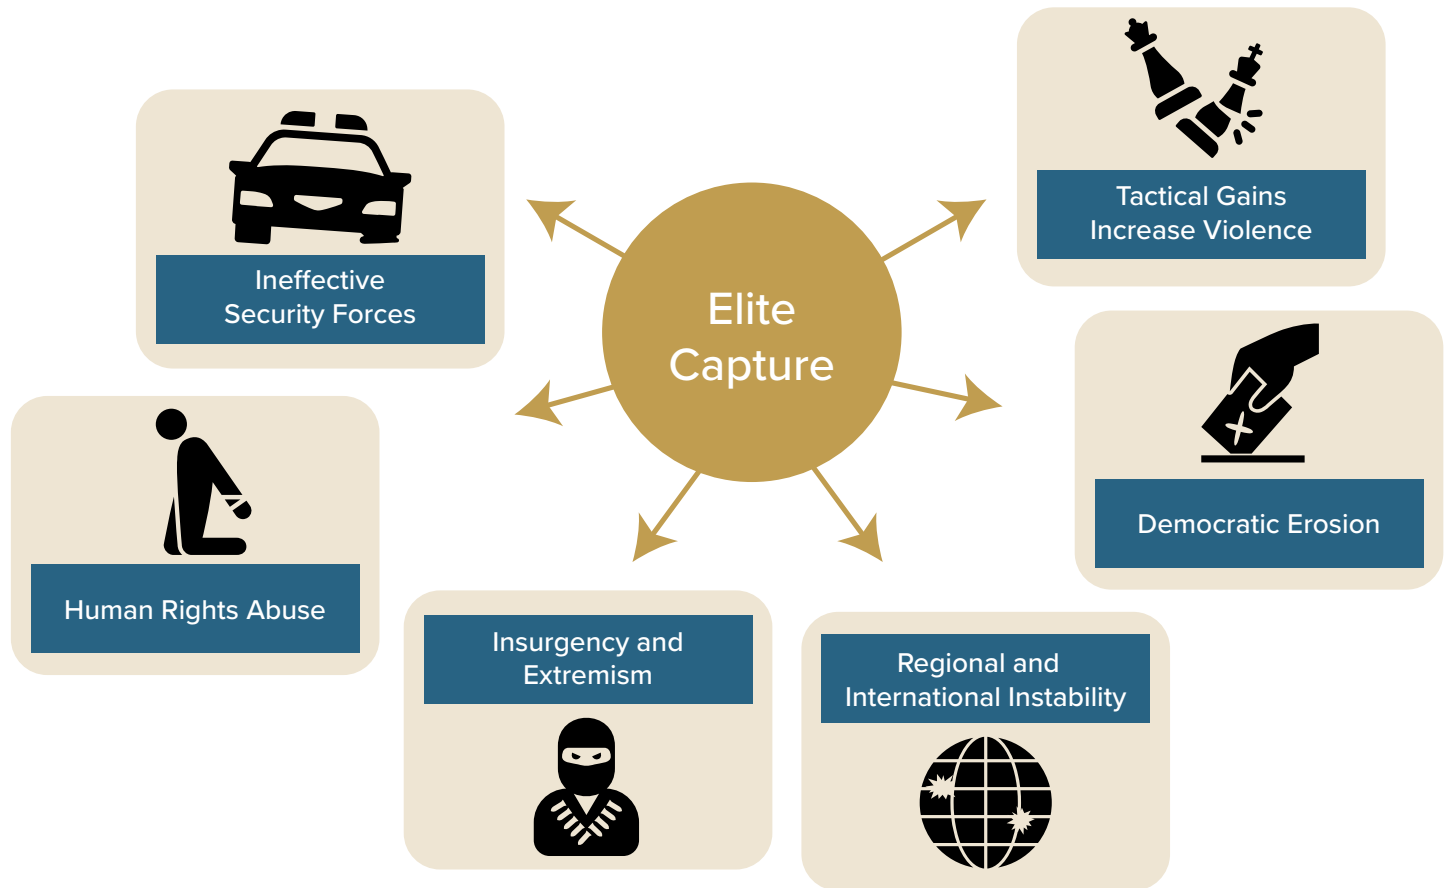 Elite
Capture
Ineffective
Security Forces
Human Rights Abuse
Insurgency and
Extremism
Regional and
International Instability
Democratic Erosion
Tactical Gains
Increase Violence